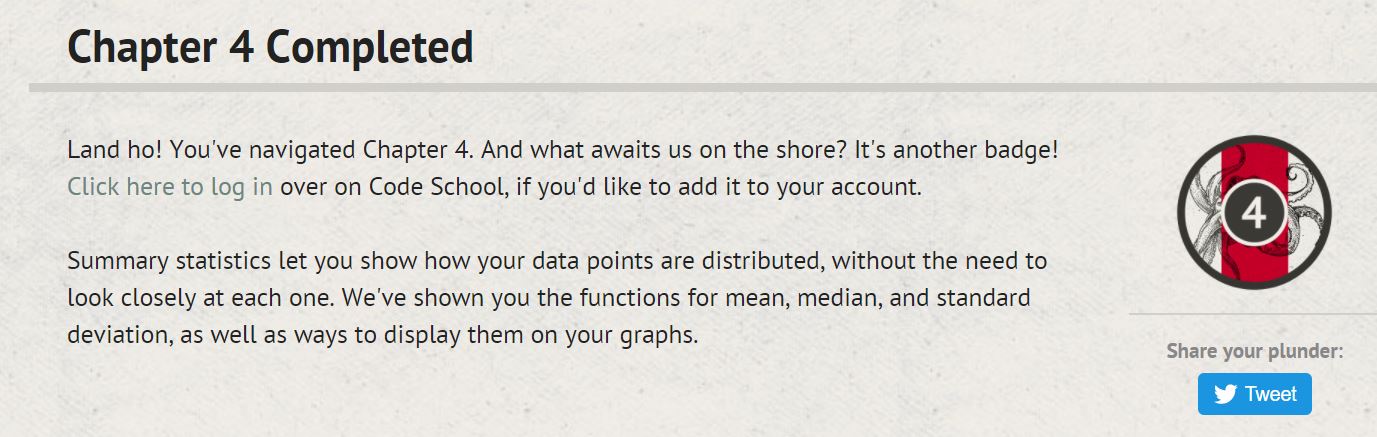 Chapter 4 Completed
Land ho! You've navigated Chapter 4. And what awaits us on the shore? It's another badge!
Click here to log in over on Code School, if you'd like to add it to your account.
Summary statistics let you show how your data points are distributed, without the need to
look closely at each one. We've shown you the functions for mean, median, and standard
deviation, as well as ways to display them on your graphs.
4
Share your plunder:
Tweet